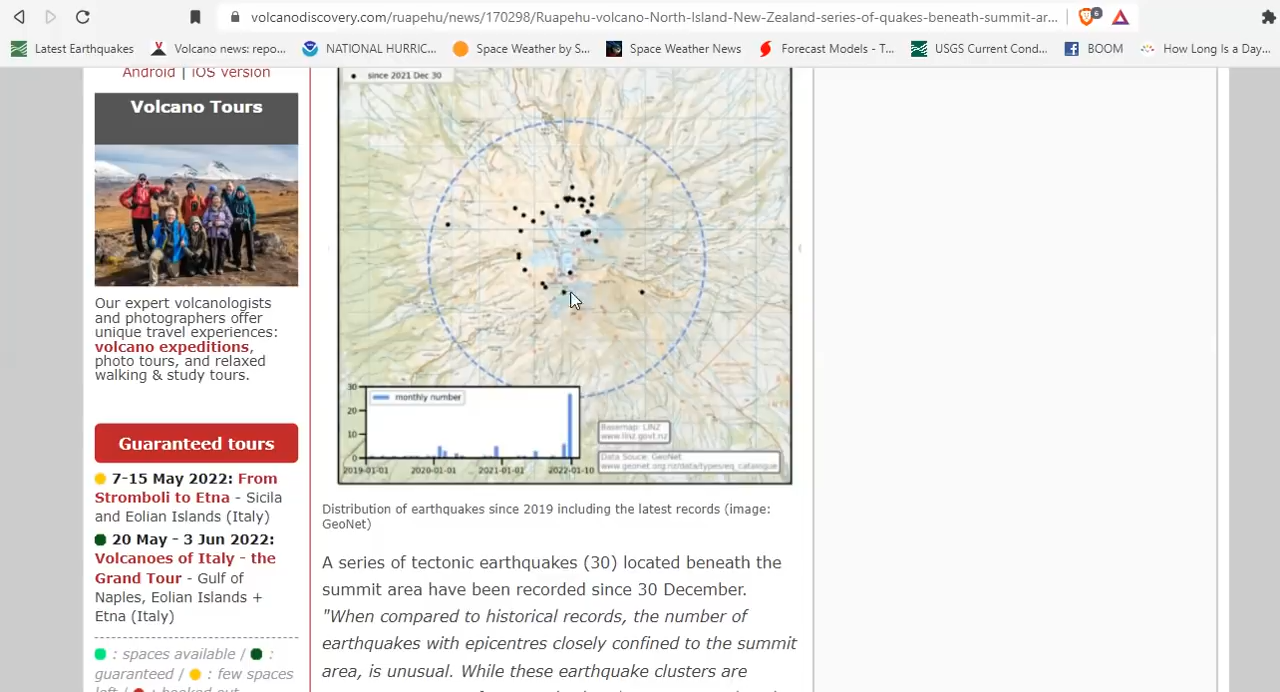 volcanodiscovery.com/ruapehu/news/170298/Ruapehu-volcano-North-Island-New-Zealand-series-of-quakes-beneath-summit-ar...
6
Latest Earthquakes
Volcano news: repo...
NATIONAL HURRIC...
Space Weather by S...
Space Weather News
Forecast Models - T...
USGS Current Cond...
BOOM
How Long Is a Day...
Android | iOS version
Volcano Tours
Our expert volcanologists
and photographers offer
unique travel experiences:
volcano expeditions,
photo tours, and relaxed
walking & study tours.
Guaranteed tours
7-15 May 2022: From
Stromboli to Etna - Sicila
and Eolian Islands (Italy)
20 May - 3 Jun 2022:
Volcanoes of Italy - the
Grand Tour - Gulf of
Naples, Eolian Islands +
Etna (Italy)
: spaces available / :
guaranteed / : few spaces
left / : booked out
since 2021 Dec 30
monthly number
30
20
10
0
2019-01-01 2020-01-01 2021-01-01 2022-01-10
Basemap: LINZ
www.linz.govt.nz
Data Souce: GeoNet
www.geonet.org.nz/data/types/eq_catalogue
Distribution of earthquakes since 2019 including the latest records (image:
GeoNet)
A series of tectonic earthquakes (30) located beneath the
summit area have been recorded since 30 December.
"When compared to historical records, the number of
earthquakes with epicentres closely confined to the summit
area, is unusual. While these earthquake clusters are